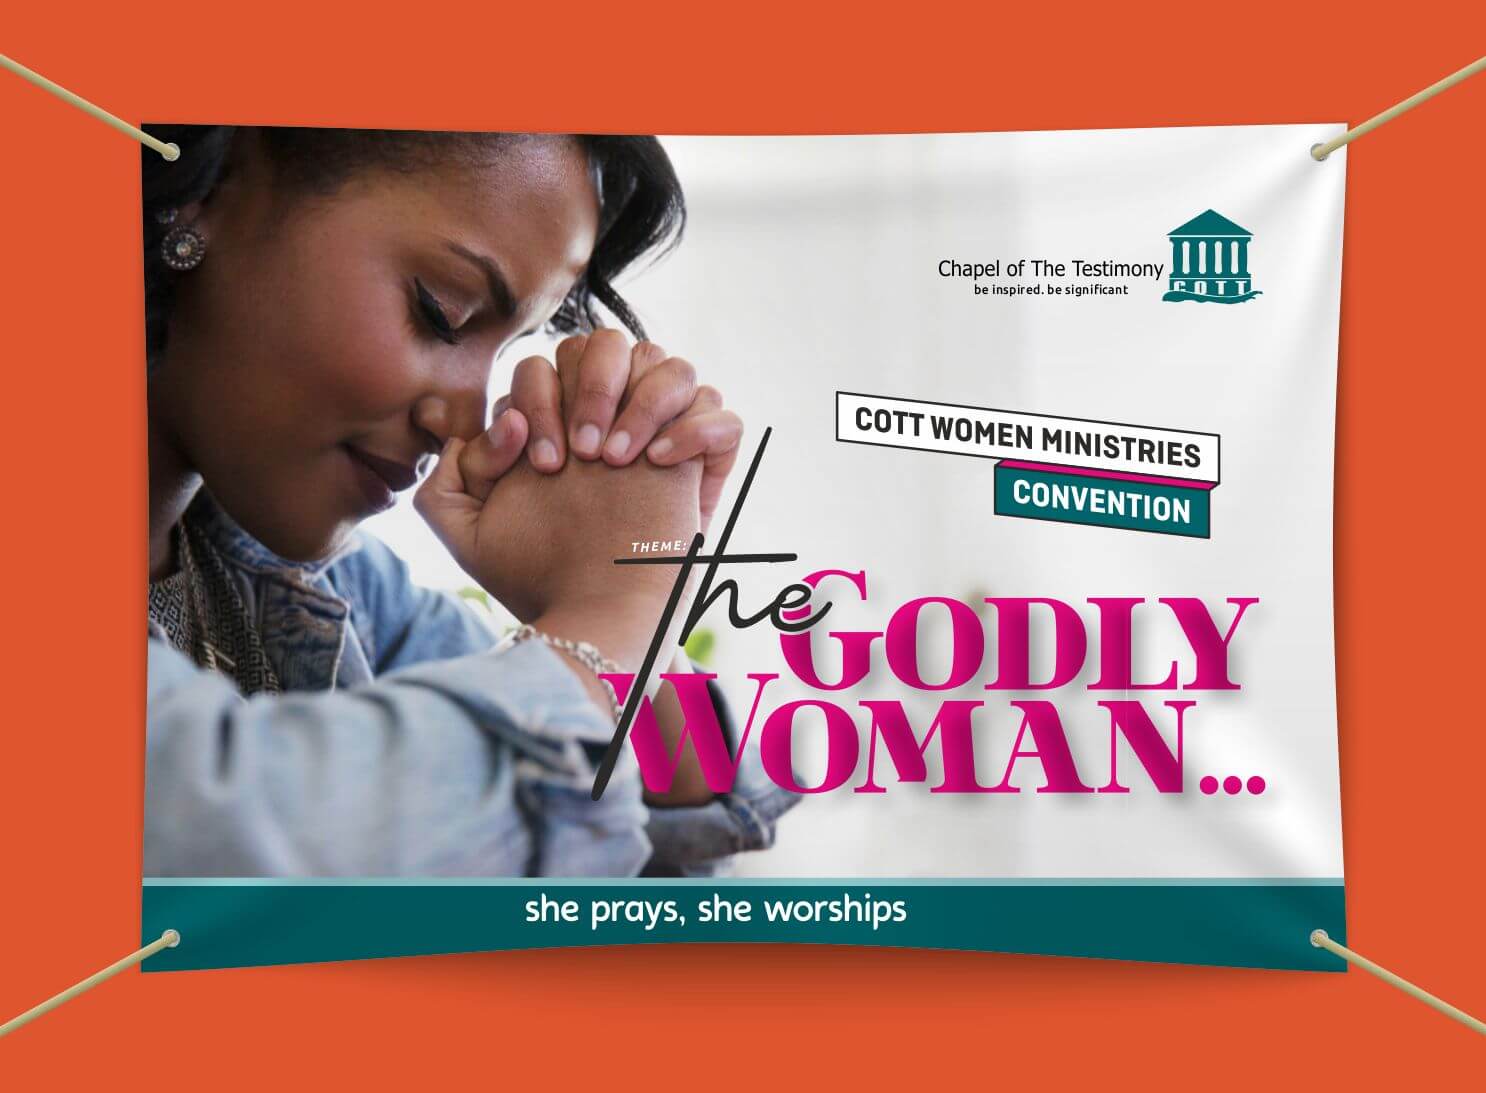 Chapel of The Testimony
be inspired. be significant
COTT
COTT WOMEN MINISTRIES
CONVENTION
THEME:
the GODLY
WOMAN...
she prays, she worships